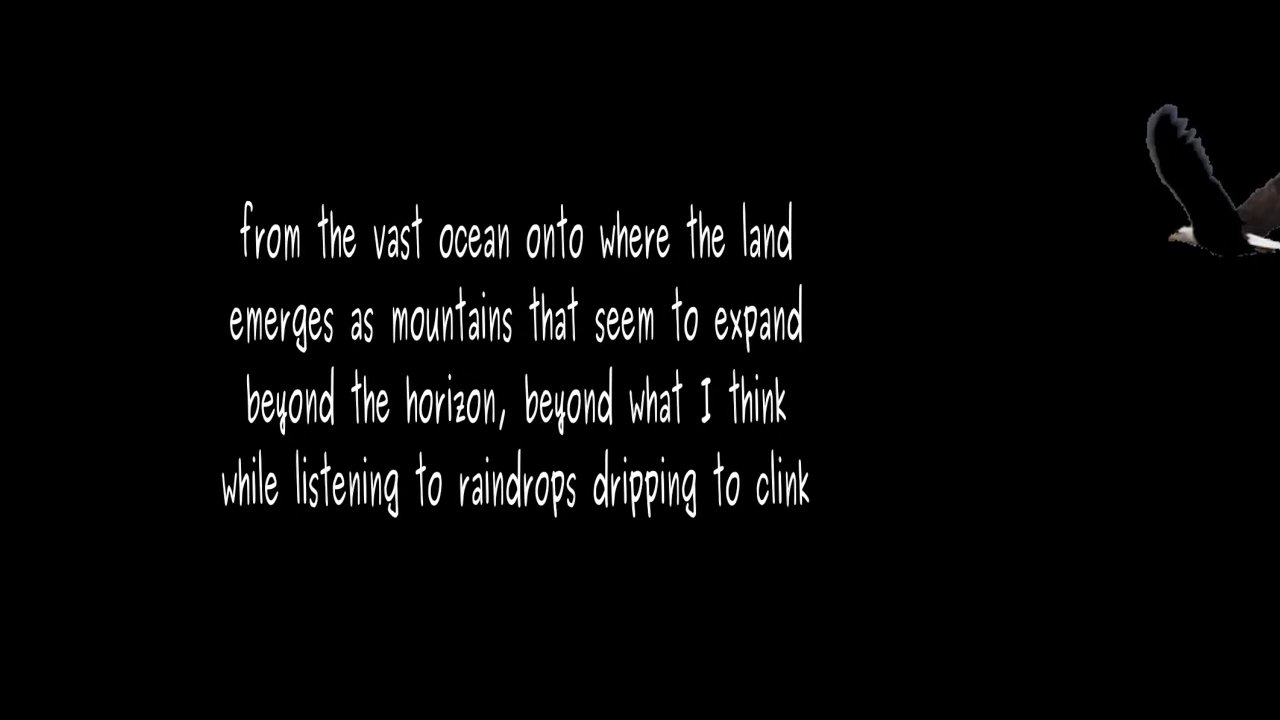 from the vast ocean onto where the land
emerges as mountains that seem to expand
beyond the horizon, beyond what I think
while listening to raindrops dripping to clink